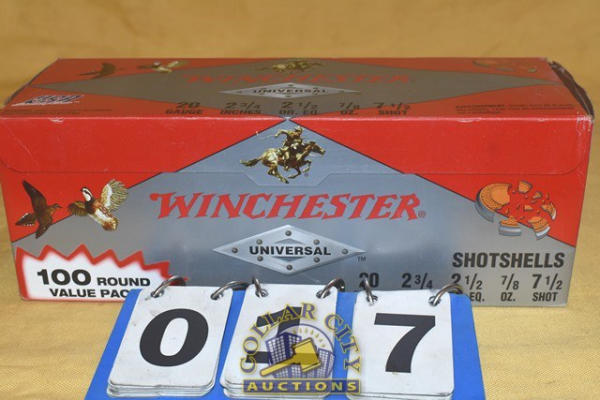 WINCHESTER
UNIVERSAL
20 2 3/4 2 1/2 7/8 7 1/2
GAUGE INCHES DR. EQ. OZ. SHOT
WINCHESTER®
UNIVERSAL™
SHOTSHELLS
100 ROUND
VALUE PAC
20 2 3/4 2 1/2 7/8 7 1/2
EQ. OZ. SHOT
0 7
COLLAR CITY
AUCTIONS